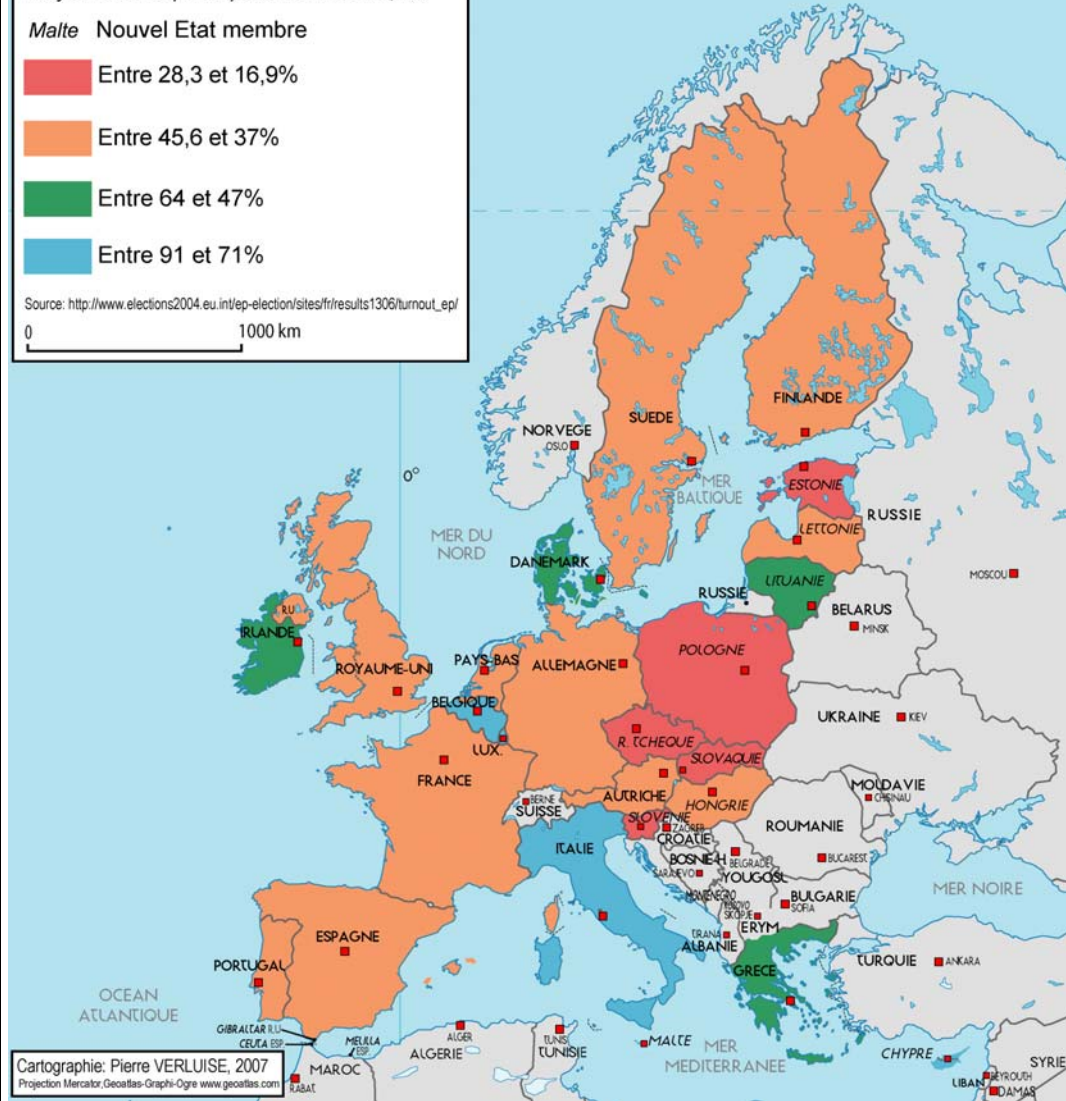 Malte Nouvel Etat membre
Entre 28,3 et 16,9%
Entre 45,6 et 37%
Entre 64 et 47%
Entre 91 et 71%
Source: http://www.elections2004.eu.int/ep-election/sites/fr/results1306/turnout_ep/
0 1000 km
FINLANDE
SUEDE
NORVEGE
OSLO
0°
MER
BALTIQUE
ESTONIE
RUSSIE
LETTONIE
MER DU
NORD
DANEMARK
LITUANIE
MOSCOU
RUSSIE
BELARUS
MINSK
R.U
IRLANDE
POLOGNE
PAYS-BAS
ALLEMAGNE
ROYAUME-UNI
BELGIQUE
UKRAINE
KIEV
R. TCHEQUE
LUX.
SLOVAQUIE
FRANCE
MOLDAVIE
CHISINAU
AUTRICHE
HONGRIE
BERNE
SUISSE
SLOVENIE
ZAGREB
CROATIE
ROUMANIE
ITALIE
BOSNIE-H
BELGRADE
BUCAREST
SARAJEVO
YOUGOSL
MER NOIRE
MONTENEGRO
KOSOVO
BULGARIE
SOFIA
SKOPJE
ERYM
ESPAGNE
TIRANA
ALBANIE
PORTUGAL
GRECE
TURQUIE
ANKARA
OCEAN
ATLANTIQUE
GIBRALTAR R.U
CEUTA ESP.
MELILLA
ESP.
ALGER
ALGERIE
TUNIS
TUNISIE
MALTE
MER
MEDITERRANEE
CHYPRE
SYRIE
LIBAN
BEYROUTH
DAMAS
MAROC
RABAT
Cartographie: Pierre VERLUISE, 2007
Projection Mercator,Geoatlas-Graphi-Ogre www.geoatlas.com